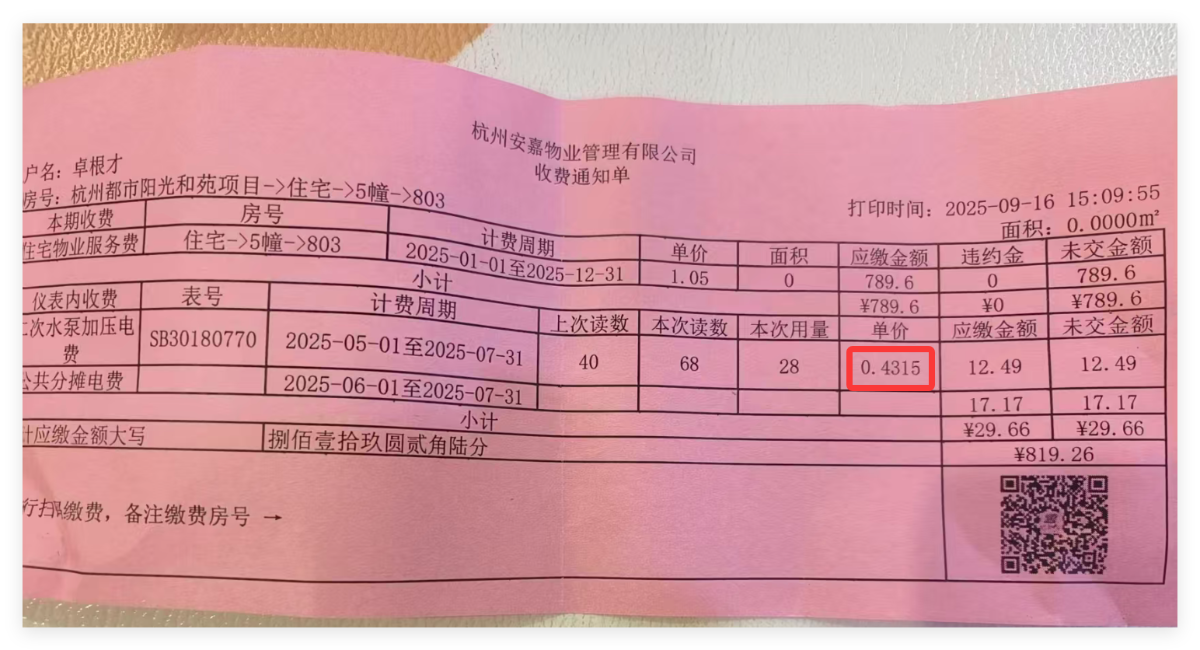 杭州安嘉物业管理有限公司
收费通知单
户名：卓根才
房号：杭州都市阳光和苑项目->住宅->5幢->803
打印时间：2025-09-16 15:09:55
面积：0.0000㎡
本期收费 房号 计费周期 单价 面积 应缴金额 违约金 未交金额
住宅物业服务费 住宅->5幢->803 2025-01-01至2025-12-31 1.05 0 789.6 0 789.6
小计 ¥789.6 ¥0 ¥789.6
仪表内收费 表号 计费周期 上次读数 本次读数 本次用量 单价 应缴金额 未交金额
二次水泵加压电费 SB30180770 2025-05-01至2025-07-31 40 68 28 0.4315 12.49 12.49
公共分摊电费 2025-06-01至2025-07-31 17.17 17.17
小计 ¥29.66 ¥29.66
计应缴金额大写 捌佰壹拾玖圆贰角陆分 ¥819.26
行扫码缴费，备注缴费房号 →